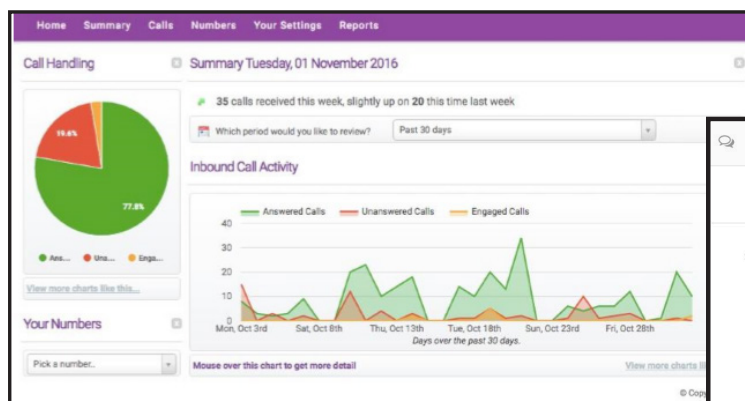 Home Summary Calls Numbers Your Settings Reports
Call Handling
19.6%
77.8%
Ans... Una... Enga...
View more charts like this...
Your Numbers
Pick a number..
Summary Tuesday, 01 November 2016
35 calls received this week, slightly up on 20 this time last week
Which period would you like to review? Past 30 days
Inbound Call Activity
Answered Calls Unanswered Calls Engaged Calls
40
30
20
10
0
Mon, Oct 3rd Sat, Oct 8th Thu, Oct 13th Tue, Oct 18th Sun, Oct 23rd Fri, Oct 28th
Days over the past 30 days.
Mouse over this chart to get more detail View more charts li
© Copy